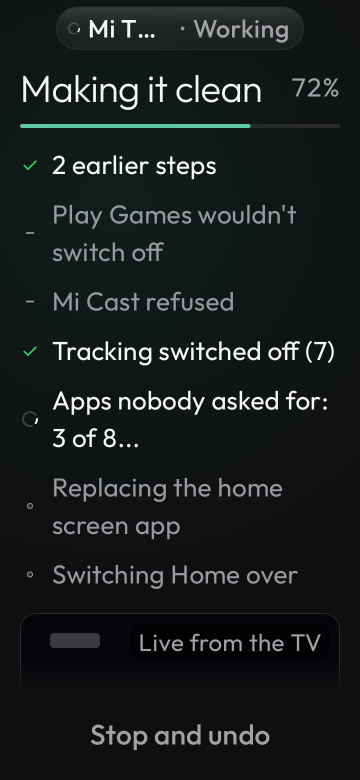 Mi T... · Working
Making it clean 72%
2 earlier steps
Play Games wouldn't
switch off
Mi Cast refused
Tracking switched off (7)
Apps nobody asked for:
3 of 8...
Replacing the home
screen app
Switching Home over
Live from the TV
Stop and undo